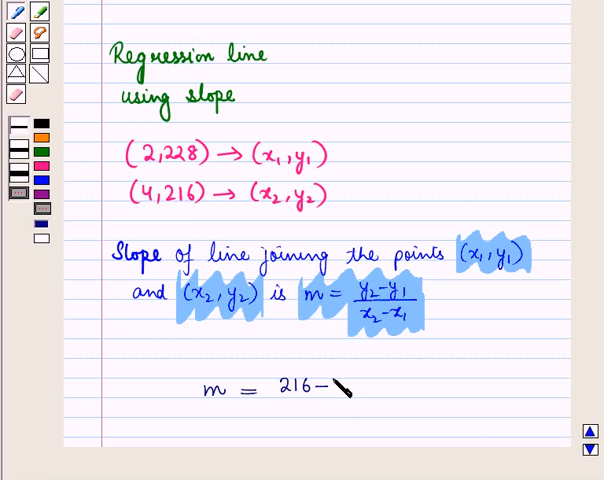 Regression line
using slope
(2,228) → (x₁, y₁)
(4,216) → (x₂, y₂)
Slope of line joining the points (x₁, y₁)
and (x₂, y₂) is m = y₂-y₁ / x₂-x₁
m = 216-